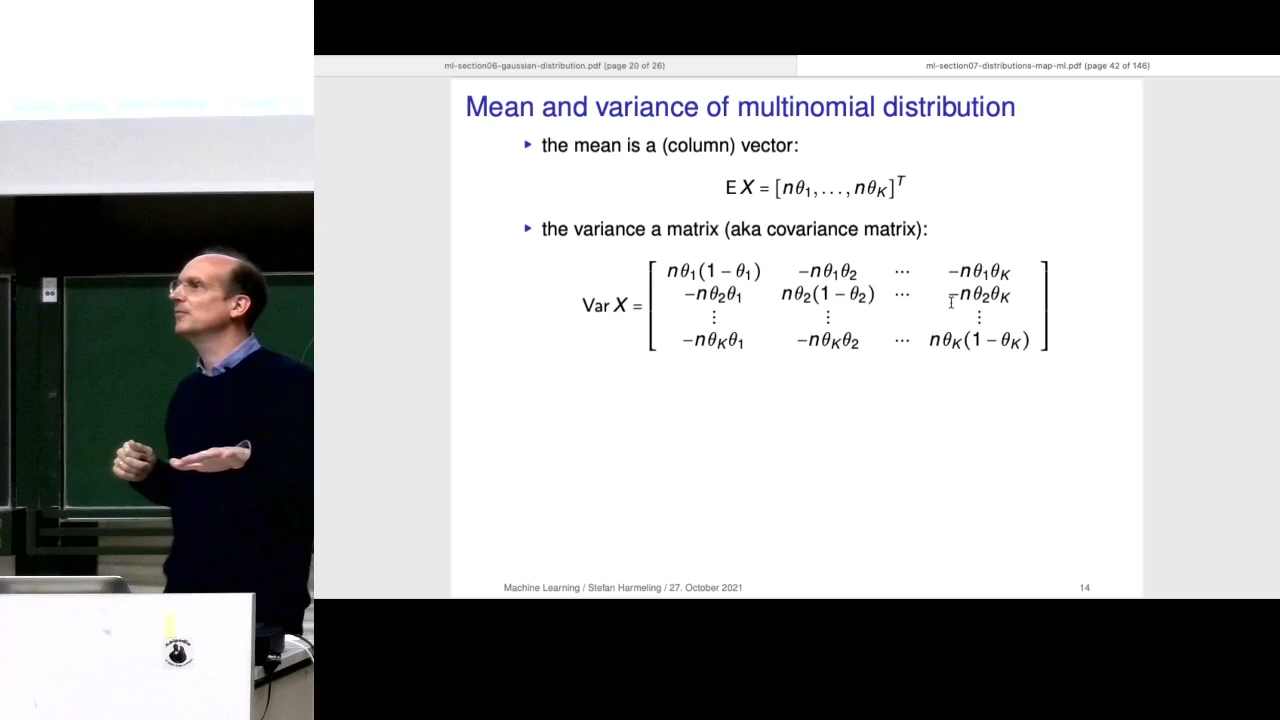 ml-section06-gaussian-distribution.pdf (page 20 of 26)
ml-section07-distributions-map-ml.pdf (page 42 of 146)
Mean and variance of multinomial distribution
▸ the mean is a (column) vector:
E X = [nθ₁, . . . , nθ_K]ᵀ
▸ the variance a matrix (aka covariance matrix):
Var X =
nθ₁(1 − θ₁) −nθ₁θ₂ ⋯ −nθ₁θ_K
−nθ₂θ₁ nθ₂(1 − θ₂) ⋯ −nθ₂θ_K
⋮ ⋮ ⋮
−nθ_Kθ₁ −nθ_Kθ₂ ⋯ nθ_K(1 − θ_K)
Machine Learning / Stefan Harmeling / 27. October 2021
14